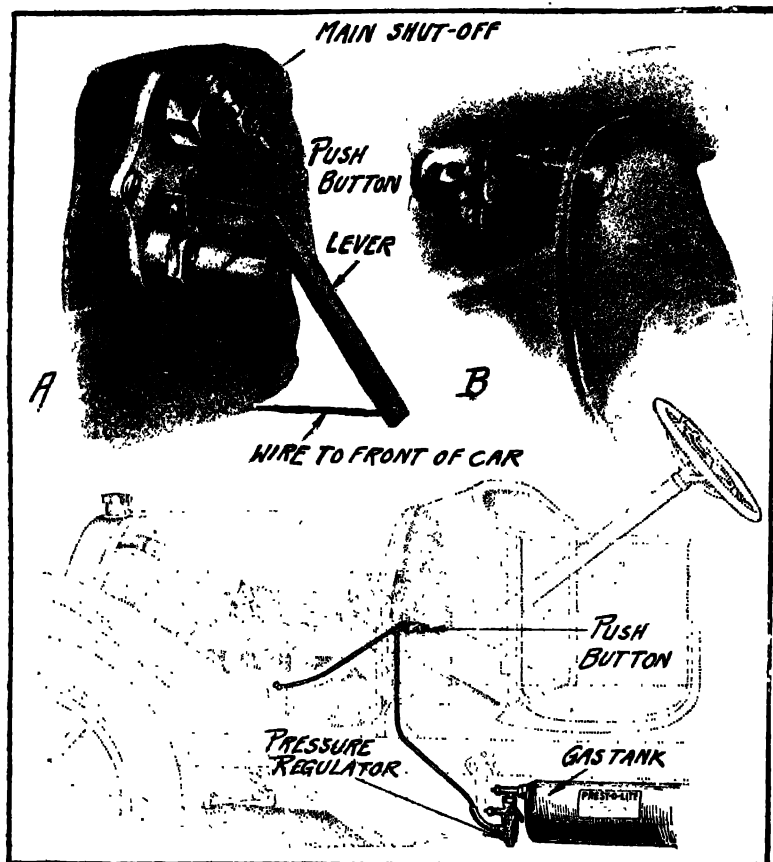 MAIN SHUT-OFF
PUSH
BUTTON
LEVER
A
B
WIRE TO FRONT OF CAR
PUSH
BUTTON
PRESSURE
REGULATOR
GAS TANK
PREST-O-LITE